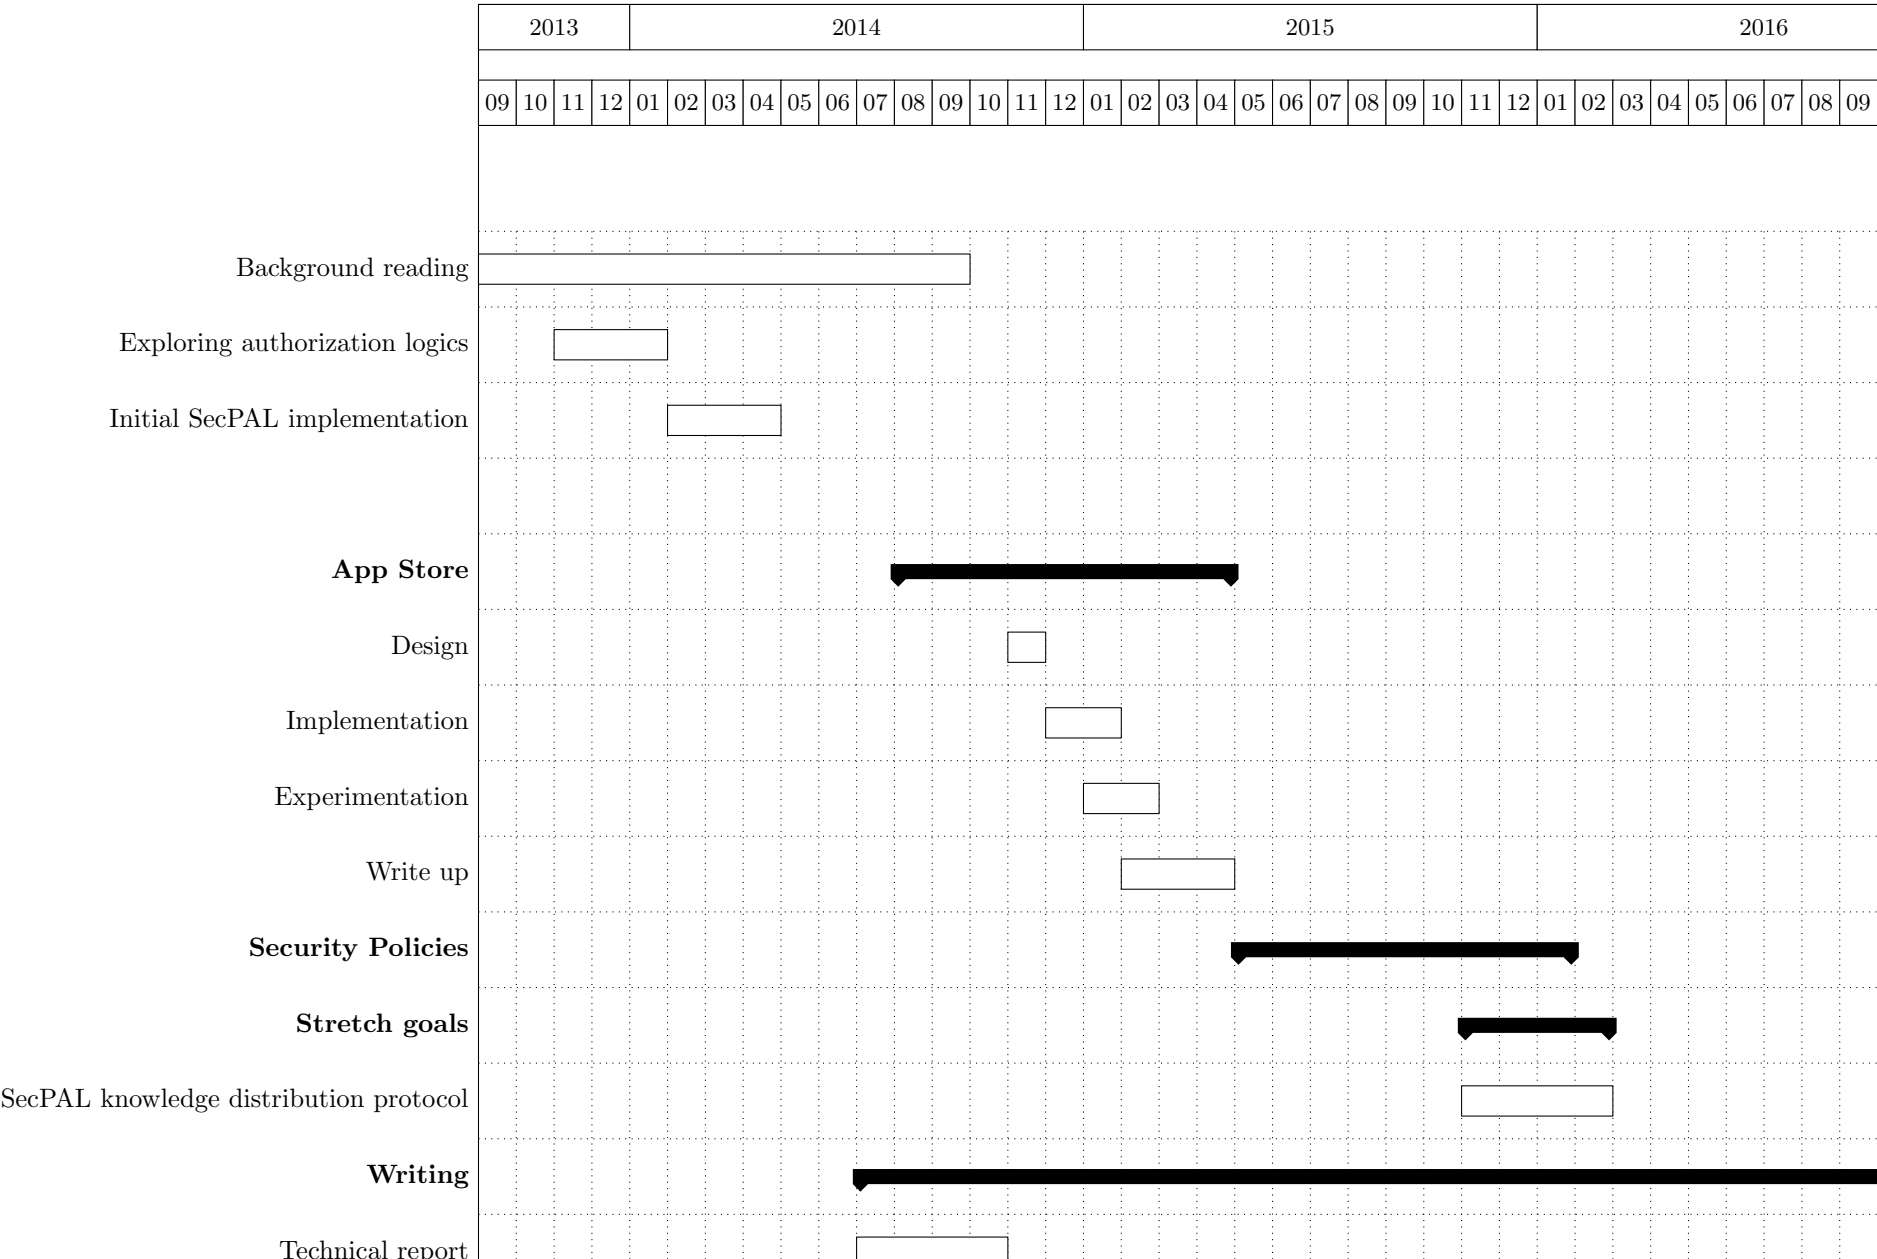 2013 2014 2015 2016
09 10 11 12 01 02 03 04 05 06 07 08 09 10 11 12 01 02 03 04 05 06 07 08 09 10 11 12 01 02 03 04 05 06 07 08 09
Background reading
Exploring authorization logics
Initial SecPAL implementation
App Store
Design
Implementation
Experimentation
Write up
Security Policies
Stretch goals
SecPAL knowledge distribution protocol
Writing
Technical report